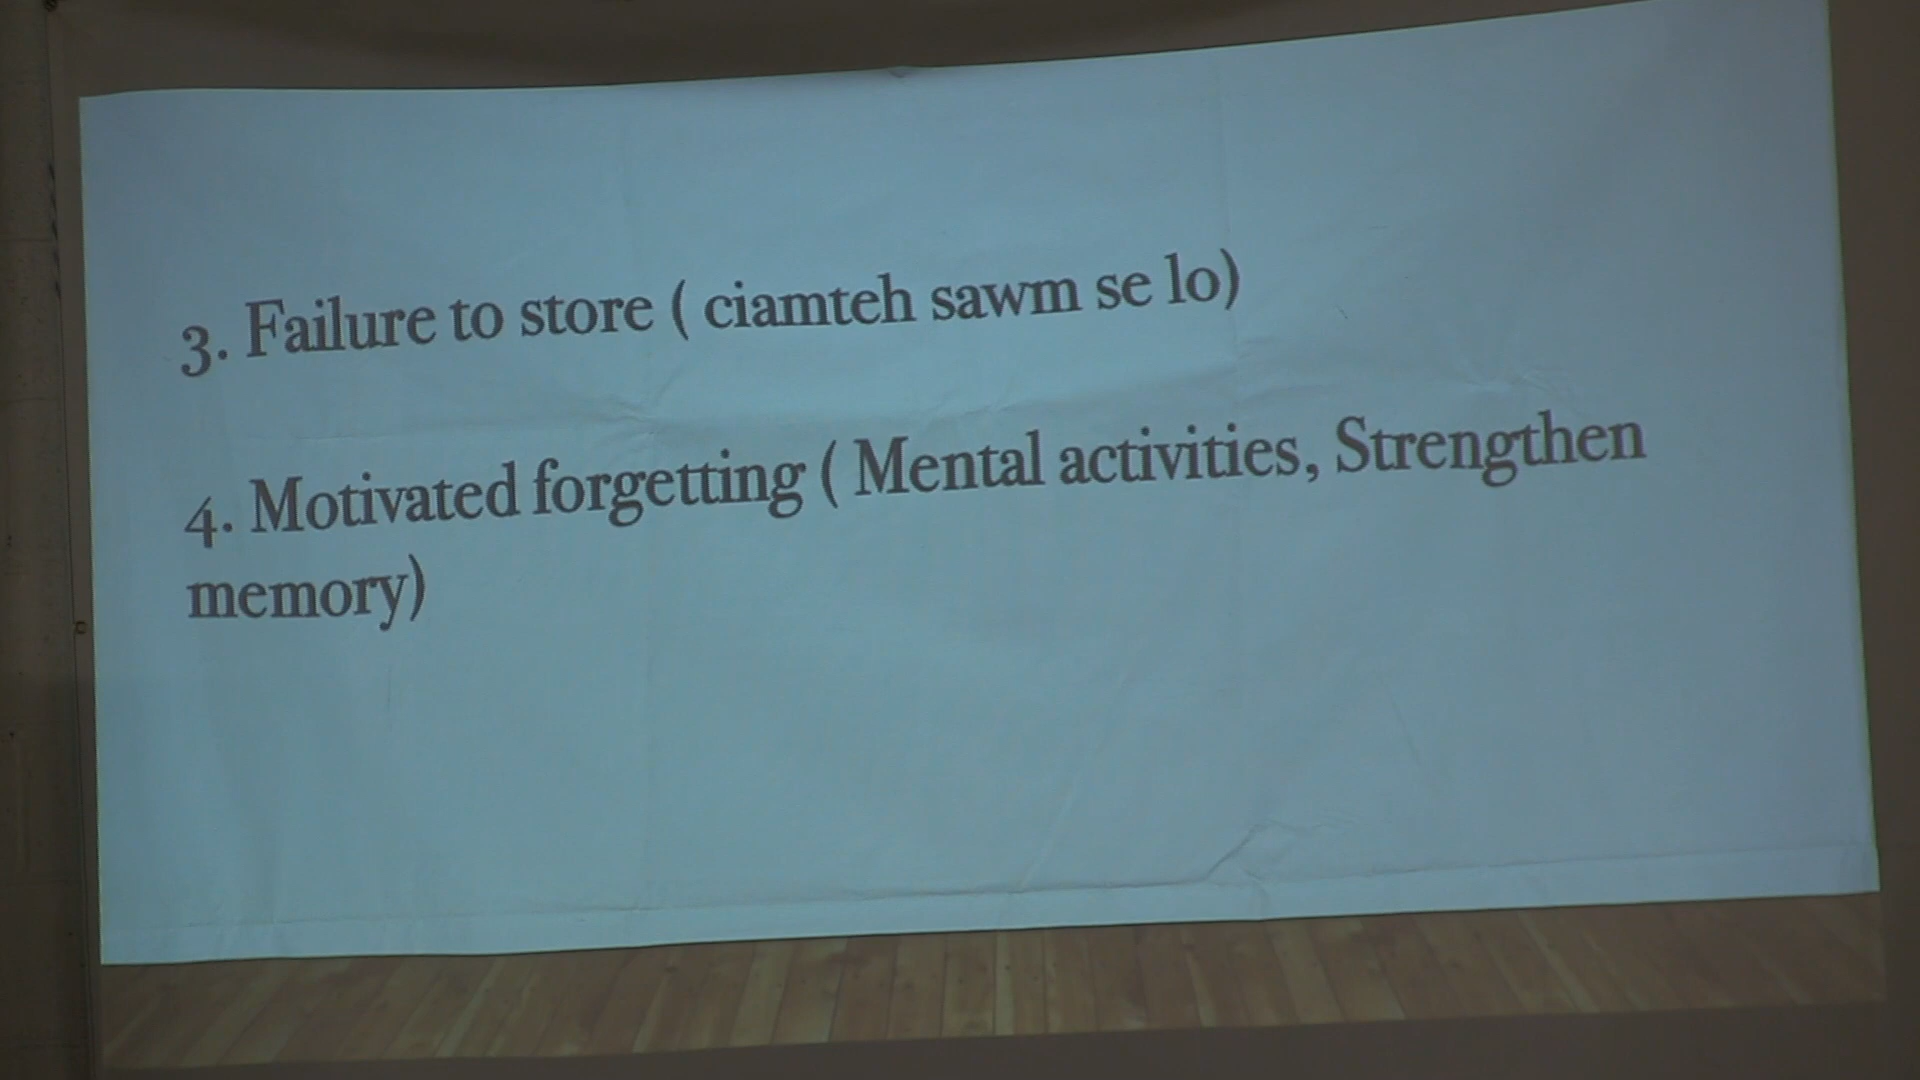 3. Failure to store ( ciamteh sawm se lo)
4. Motivated forgetting ( Mental activities, Strengthen
memory)